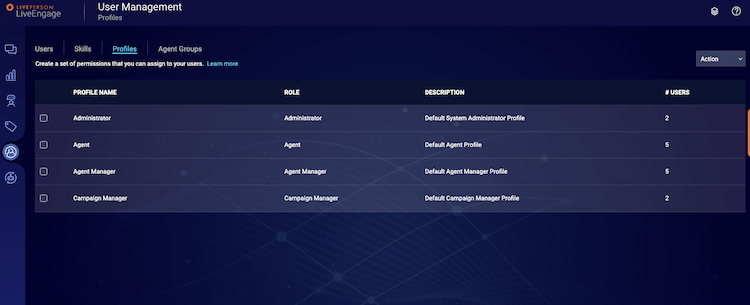 LIVEPERSON
LiveEngage
User Management
Profiles
Users Skills Profiles Agent Groups
Create a set of permissions that you can assign to your users. Learn more
Action
PROFILE NAME ROLE DESCRIPTION # USERS
Administrator Administrator Default System Administrator Profile 2
Agent Agent Default Agent Profile 5
Agent Manager Agent Manager Default Agent Manager Profile 5
Campaign Manager Campaign Manager Default Campaign Manager Profile 2